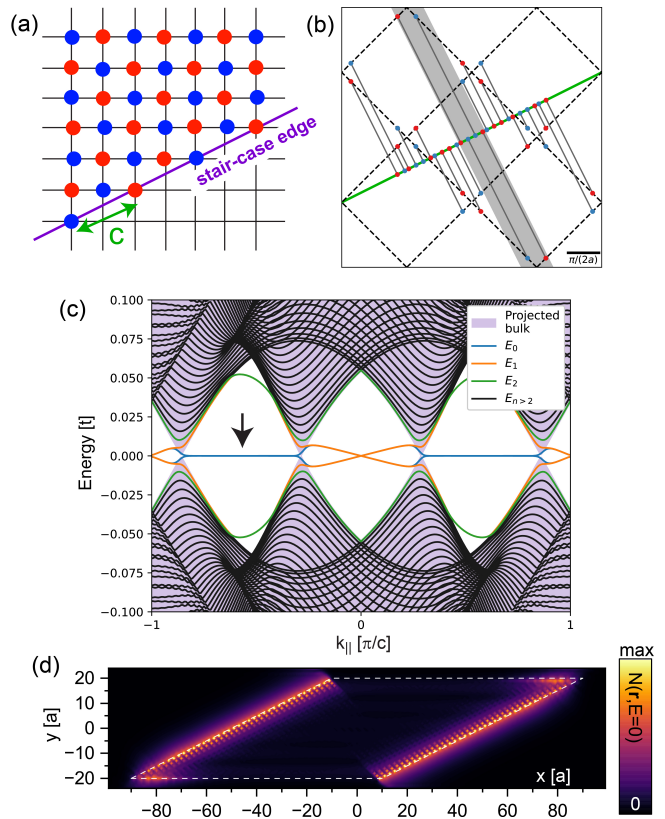 (a)
stair-case edge
c
(b)
π/(2a)
(c)
Energy [t]
0.100
0.075
0.050
0.025
0.000
−0.025
−0.050
−0.075
−0.100
Projected
bulk
E₀
E₁
E₂
Eₙ>₂
−1
0
1
k|| [π/c]
(d)
y [a]
20
10
0
−10
−20
−80
−60
−40
−20
0
20
40
60
80
x [a]
max
N(r,E=0)
0